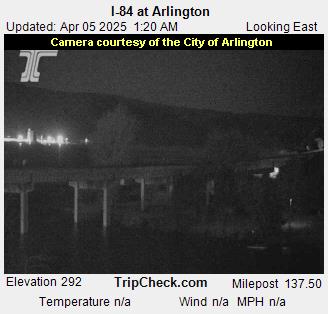 I-84 at Arlington
Updated: Apr 05 2025 1:20 AM Looking East
Camera courtesy of the City of Arlington
Elevation 292 TripCheck.com Milepost 137.50
Temperature n/a Wind n/a MPH n/a